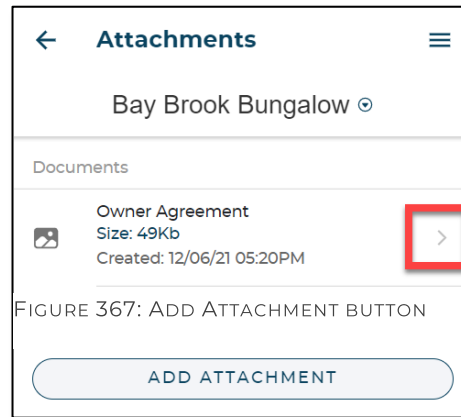 Attachments
Bay Brook Bungalow
Documents
Owner Agreement
Size: 49Kb
Created: 12/06/21 05:20PM
FIGURE 367: ADD ATTACHMENT BUTTON
ADD ATTACHMENT